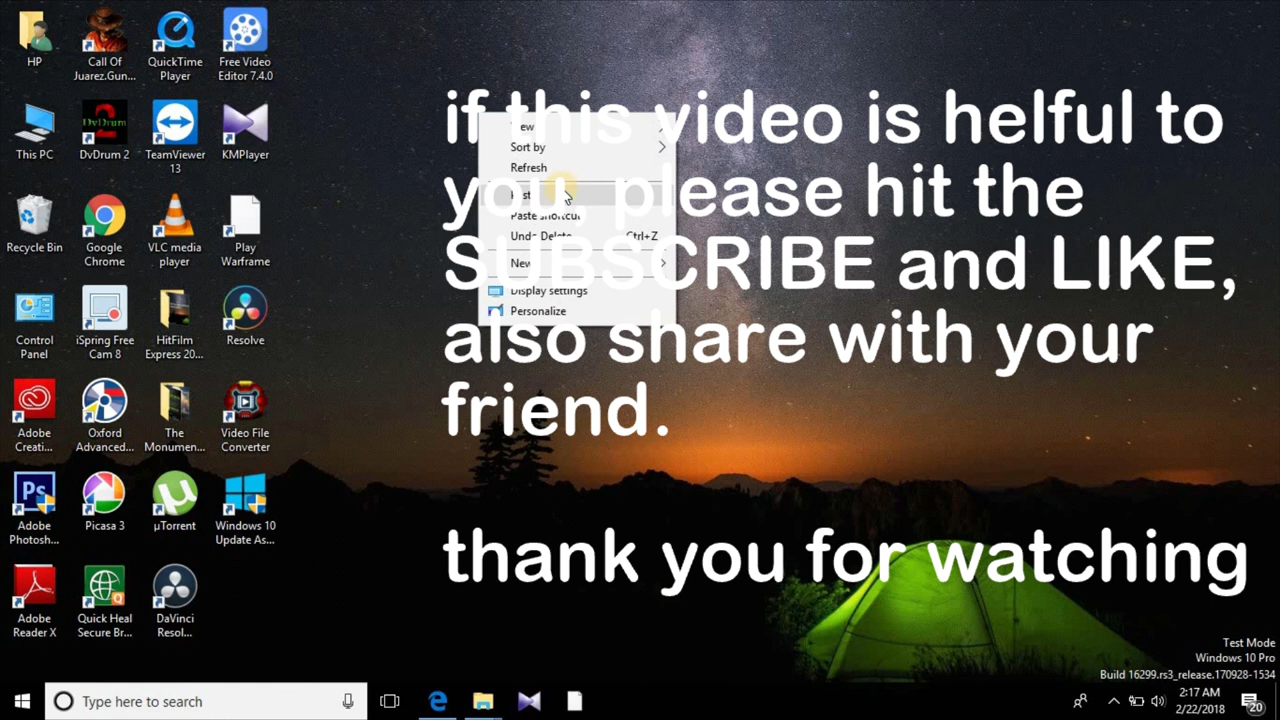 HP
Call Of
Juarez.Gun...
QuickTime
Player
Free Video
Editor 7.4.0
This PC
DvDrum 2
DvDrum 2
TeamViewer
13
KMPlayer
Recycle Bin
Google
Chrome
VLC media
player
Play
Warframe
Control
Panel
iSpring Free
Cam 8
HitFilm
Express 20...
Resolve
Adobe
Creati...
Oxford
Advanced...
The
Monumen...
Video File
Converter
Ps
Adobe
Photosh...
Picasa 3
µTorrent
Windows 10
Update As...
Adobe
Reader X
Quick Heal
Secure Br...
DaVinci
Resol...
if this video is helful to
you, please hit the
SUBSCRIBE and LIKE,
also share with your
friend.
thank you for watching
Sort by
Refresh
Paste shortcut
Undo Delete Ctrl+Z
New
Display settings
Personalize
Test Mode
Windows 10 Pro
Build 16299.rs3_release.170928-1534
Type here to search
2:17 AM
2/22/2018
20